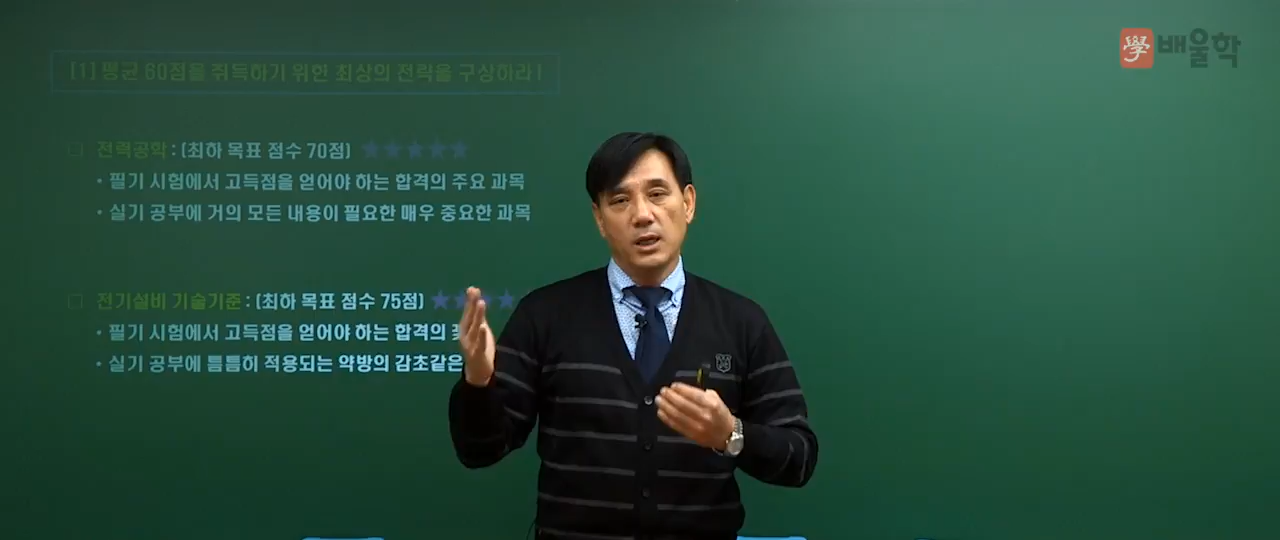 學 배울학
[1] 평균 60점을 취득하기 위한 최상의 전략을 구상하라!
전력공학 : (최하 목표 점수 70점) ★★★★★
• 필기 시험에서 고득점을 얻어야 하는 합격의 주요 과목
• 실기 공부에 거의 모든 내용이 필요한 매우 중요한 과목
전기설비 기술기준 : (최하 목표 점수 75점) ★★★★
• 필기 시험에서 고득점을 얻어야 하는 합격의
• 실기 공부에 틈틈히 적용되는 약방의 감초같은